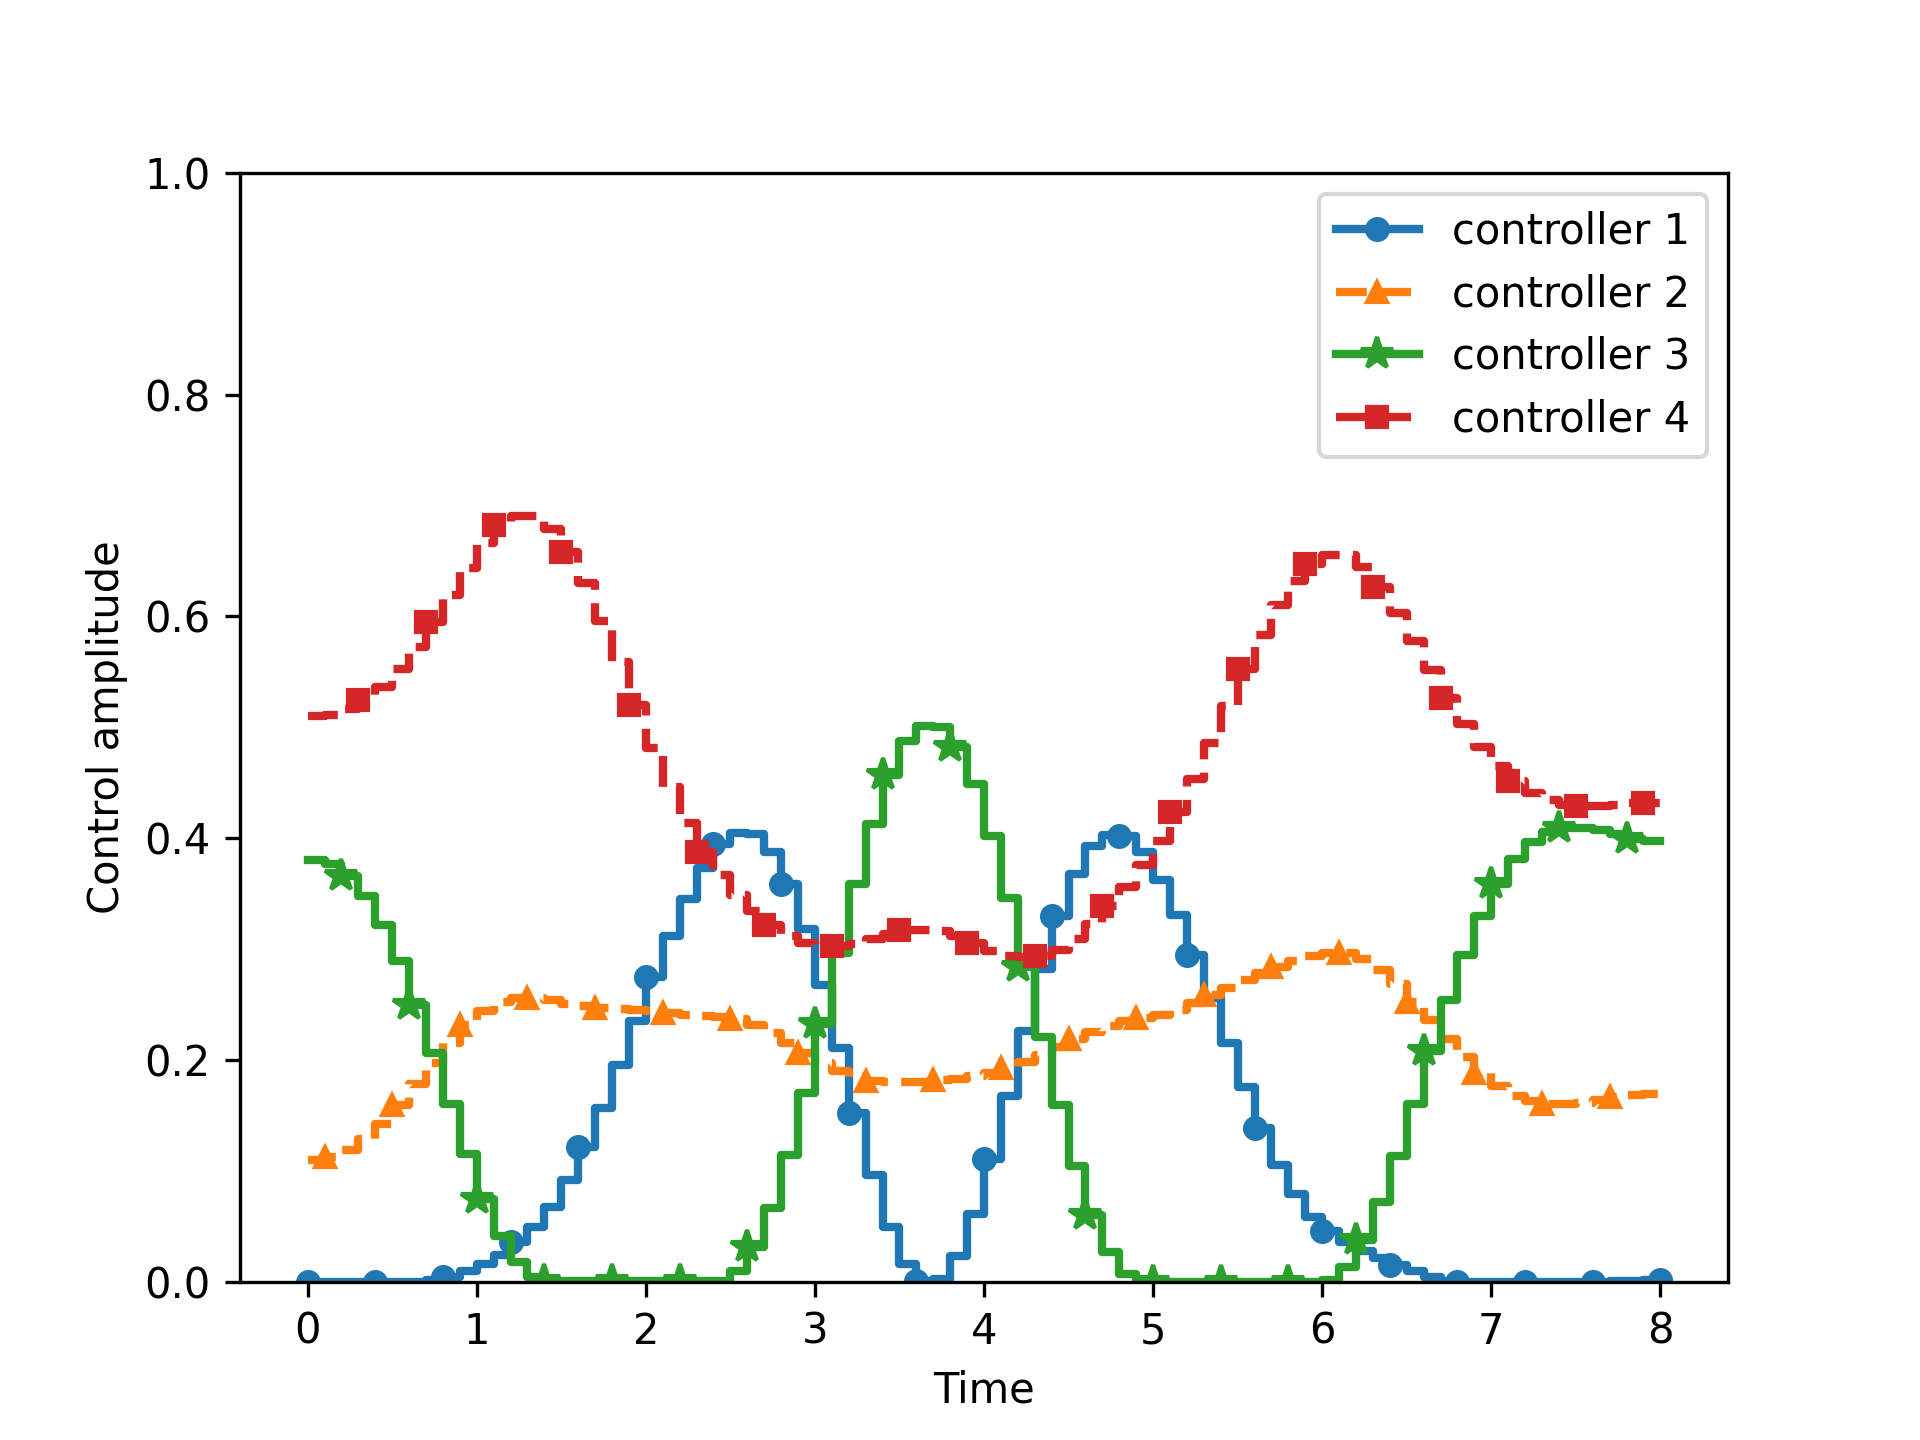 controller 1
controller 2
controller 3
controller 4
Control amplitude
1.0
0.8
0.6
0.4
0.2
0.0
0 1 2 3 4 5 6 7 8
Time